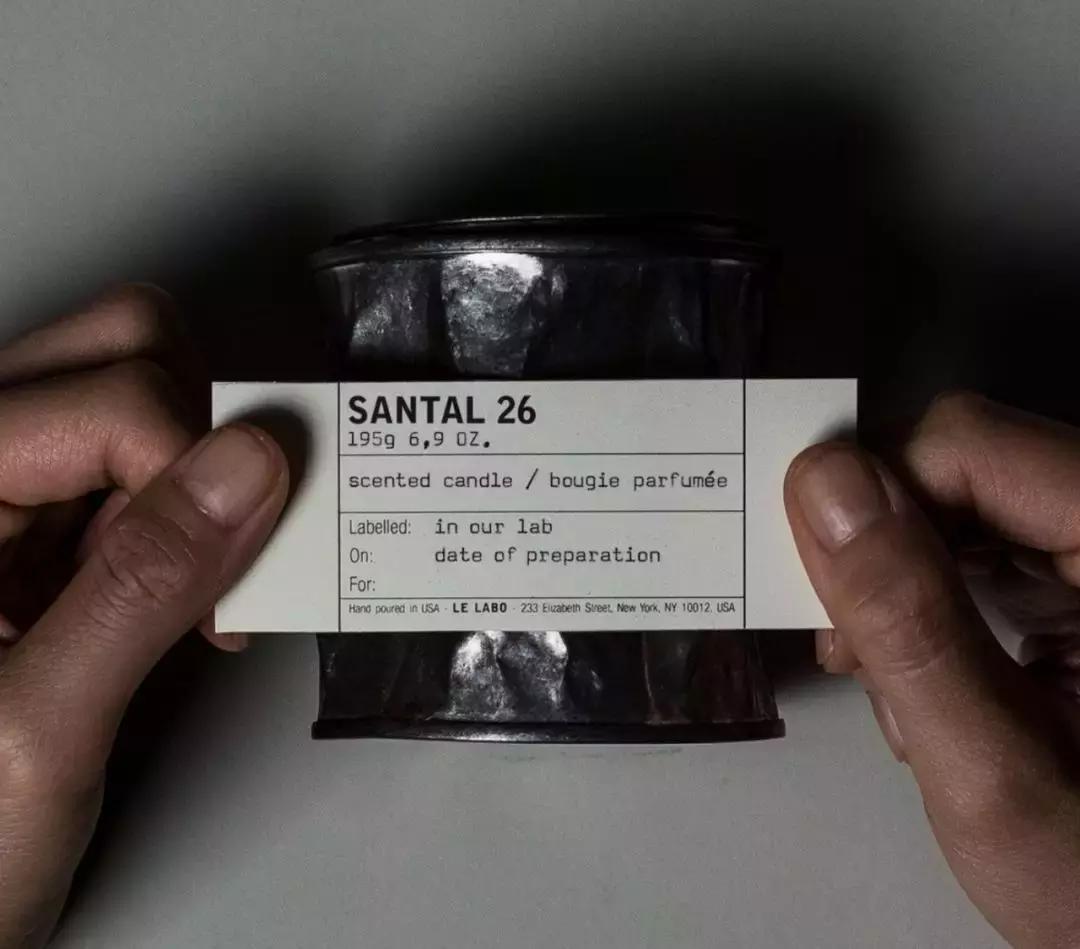 SANTAL 26
195g 6,9 OZ.
scented candle / bougie parfumée
Labelled: in our lab
On: date of preparation
For:
Hand poured in USA · LE LABO · 233 Elizabeth Street, New York, NY 10012, USA